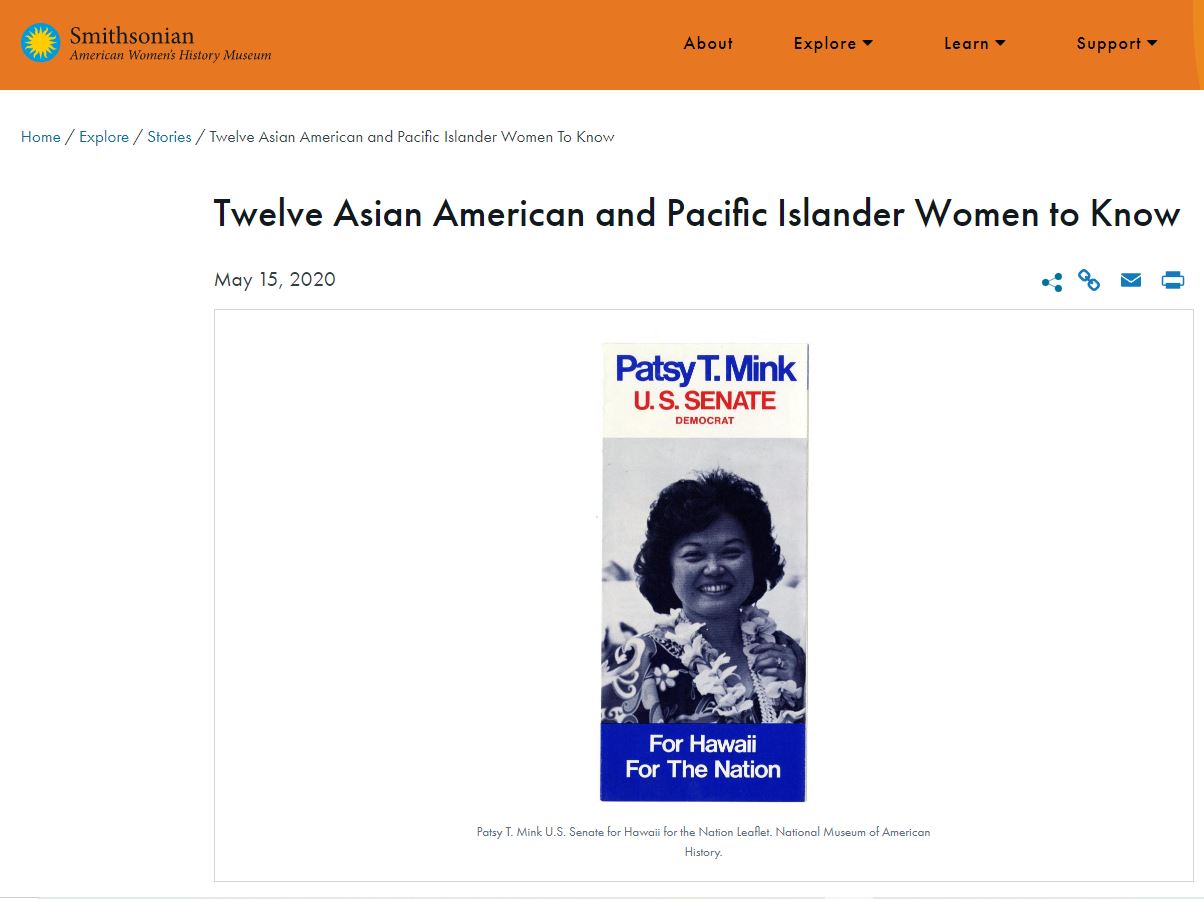 Smithsonian
American Women's History Museum
About
Explore
Learn
Support
Home / Explore / Stories / Twelve Asian American and Pacific Islander Women To Know
Twelve Asian American and Pacific Islander Women to Know
May 15, 2020
Patsy T. Mink
U.S. SENATE
DEMOCRAT
For Hawaii
For The Nation
Patsy T. Mink U.S. Senate for Hawaii for the Nation Leaflet. National Museum of American
History.